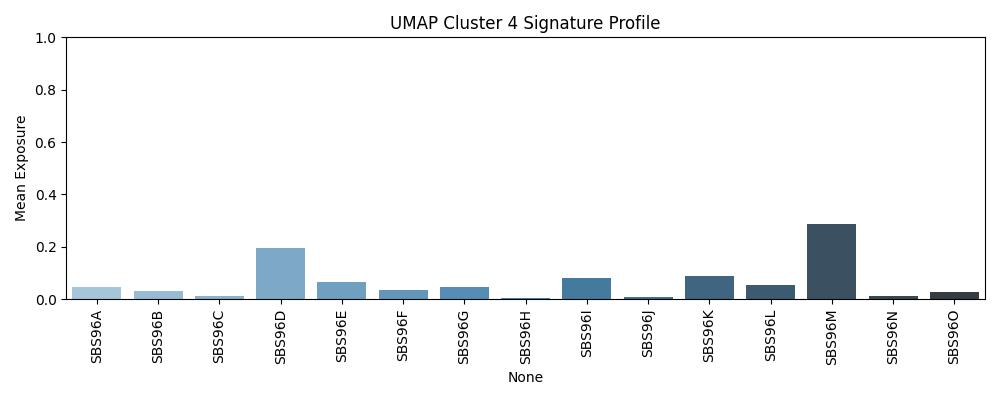 UMAP Cluster 4 Signature Profile
Mean Exposure
1.0
0.8
0.6
0.4
0.2
0.0
SBS96A
SBS96B
SBS96C
SBS96D
SBS96E
SBS96F
SBS96G
SBS96H
SBS96I
SBS96J
SBS96K
SBS96L
SBS96M
SBS96N
SBS96O
None